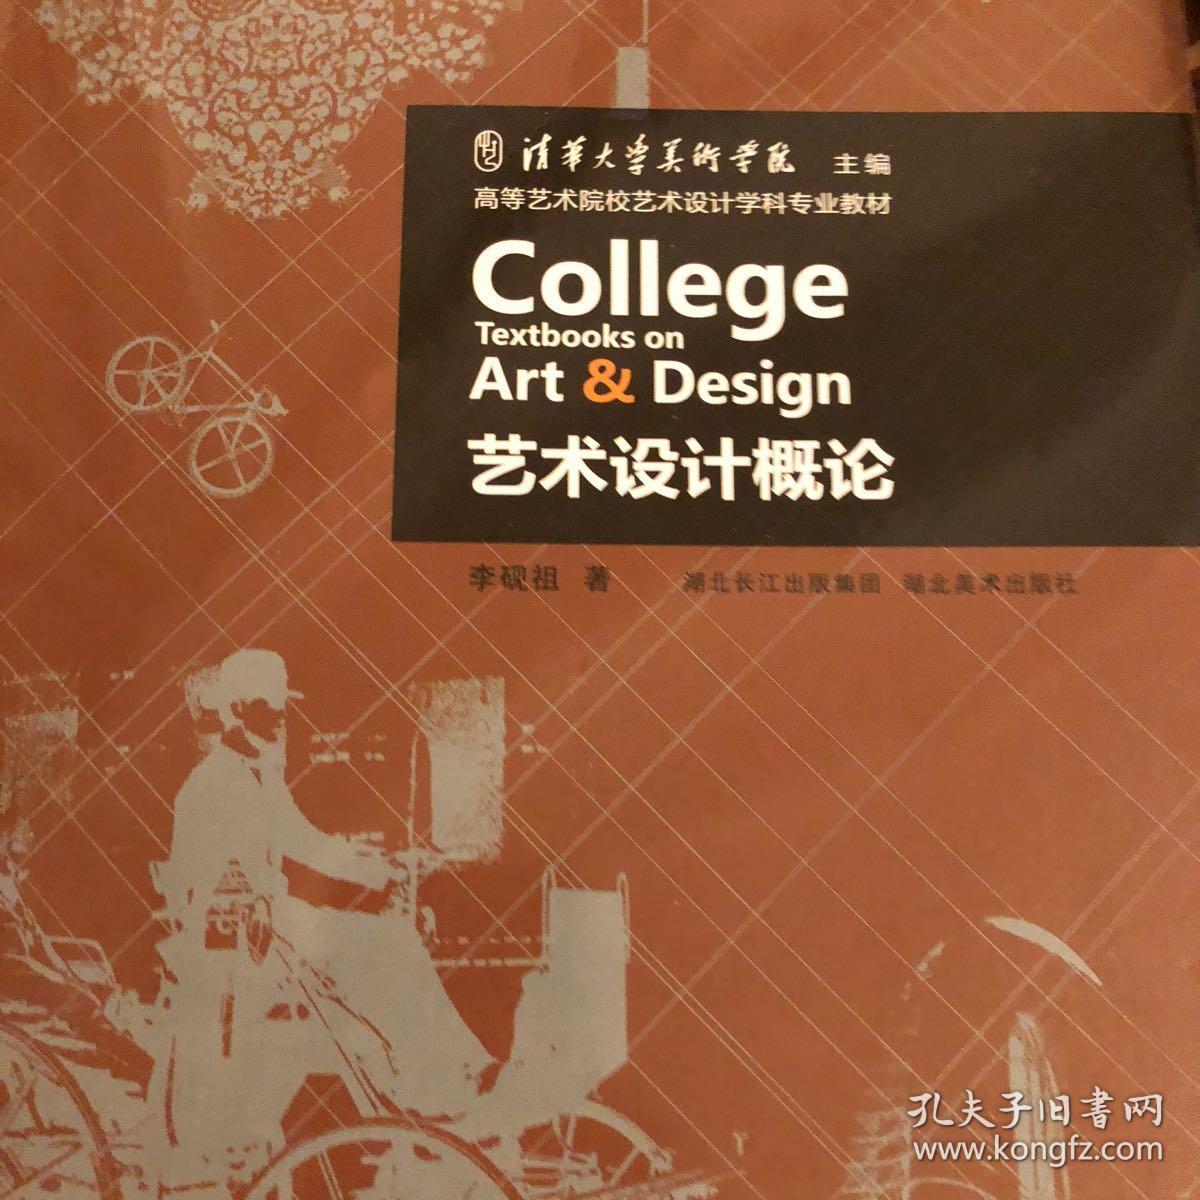 清华大学美术学院 主编
高等艺术院校艺术设计学科专业教材
College
Textbooks on
Art & Design
艺术设计概论
李砚祖 著 湖北长江出版集团 湖北美术出版社
孔夫子旧书网
www.kongfz.com